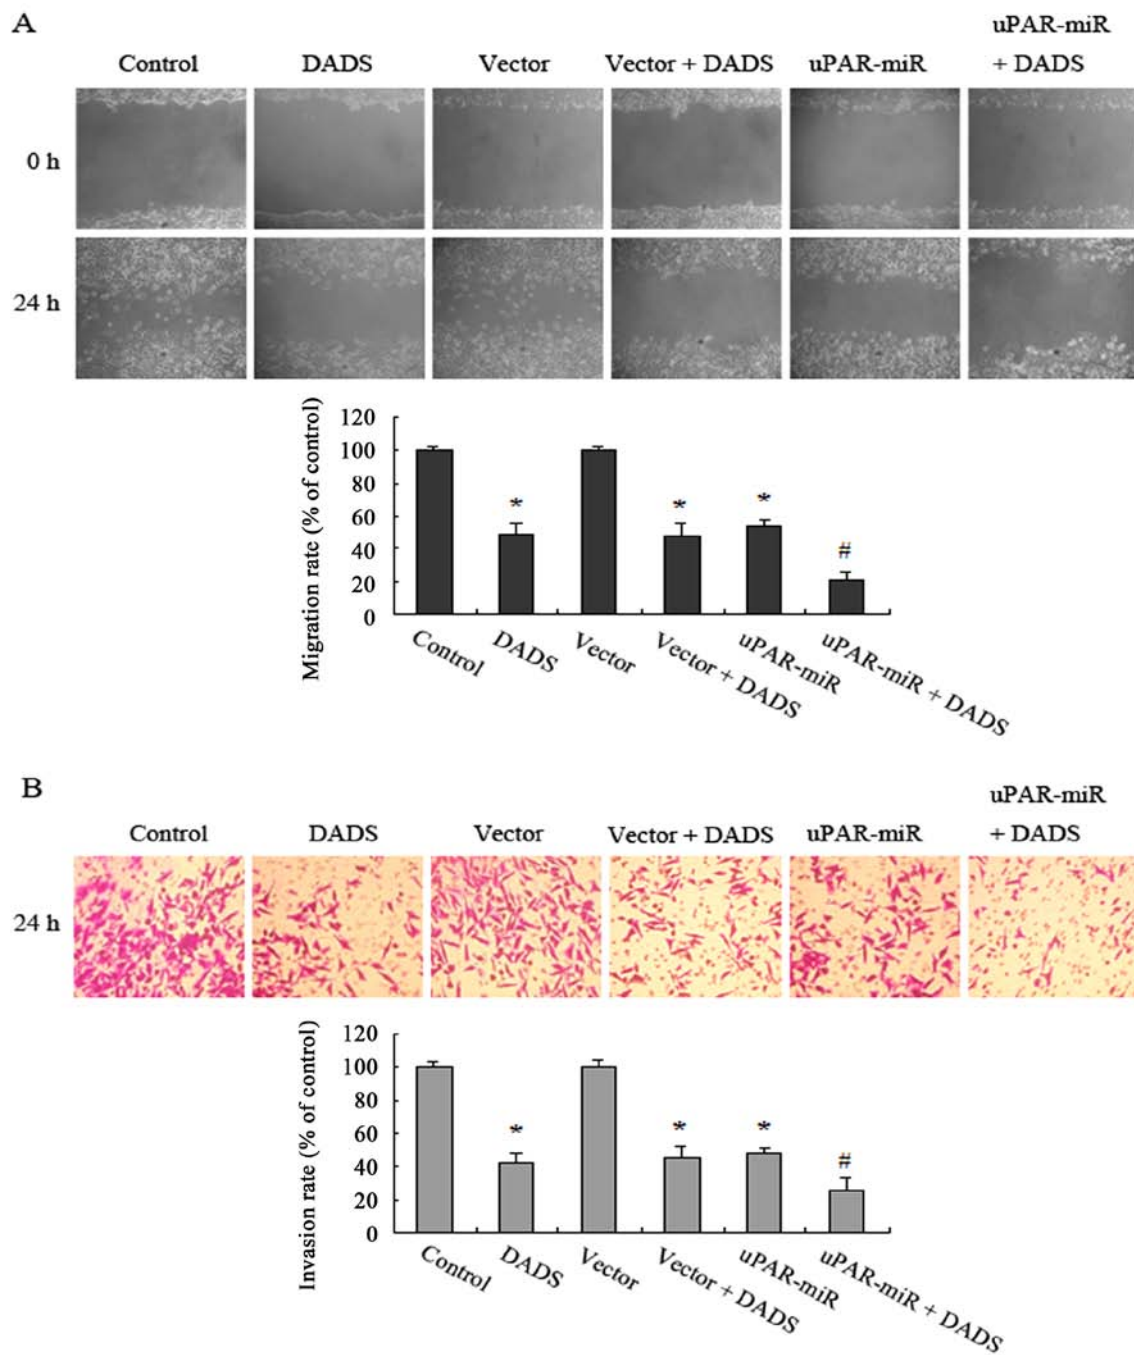 A
uPAR-miR
Control DADS Vector Vector + DADS uPAR-miR + DADS
0 h
24 h
Migration rate (% of control)
120
100
80
60
40
20
0
* * * #
Control DADS Vector Vector + DADS uPAR-miR uPAR-miR + DADS
B
uPAR-miR
Control DADS Vector Vector + DADS uPAR-miR + DADS
24 h
Invasion rate (% of control)
120
100
80
60
40
20
0
* * * #
Control DADS Vector Vector + DADS uPAR-miR uPAR-miR + DADS